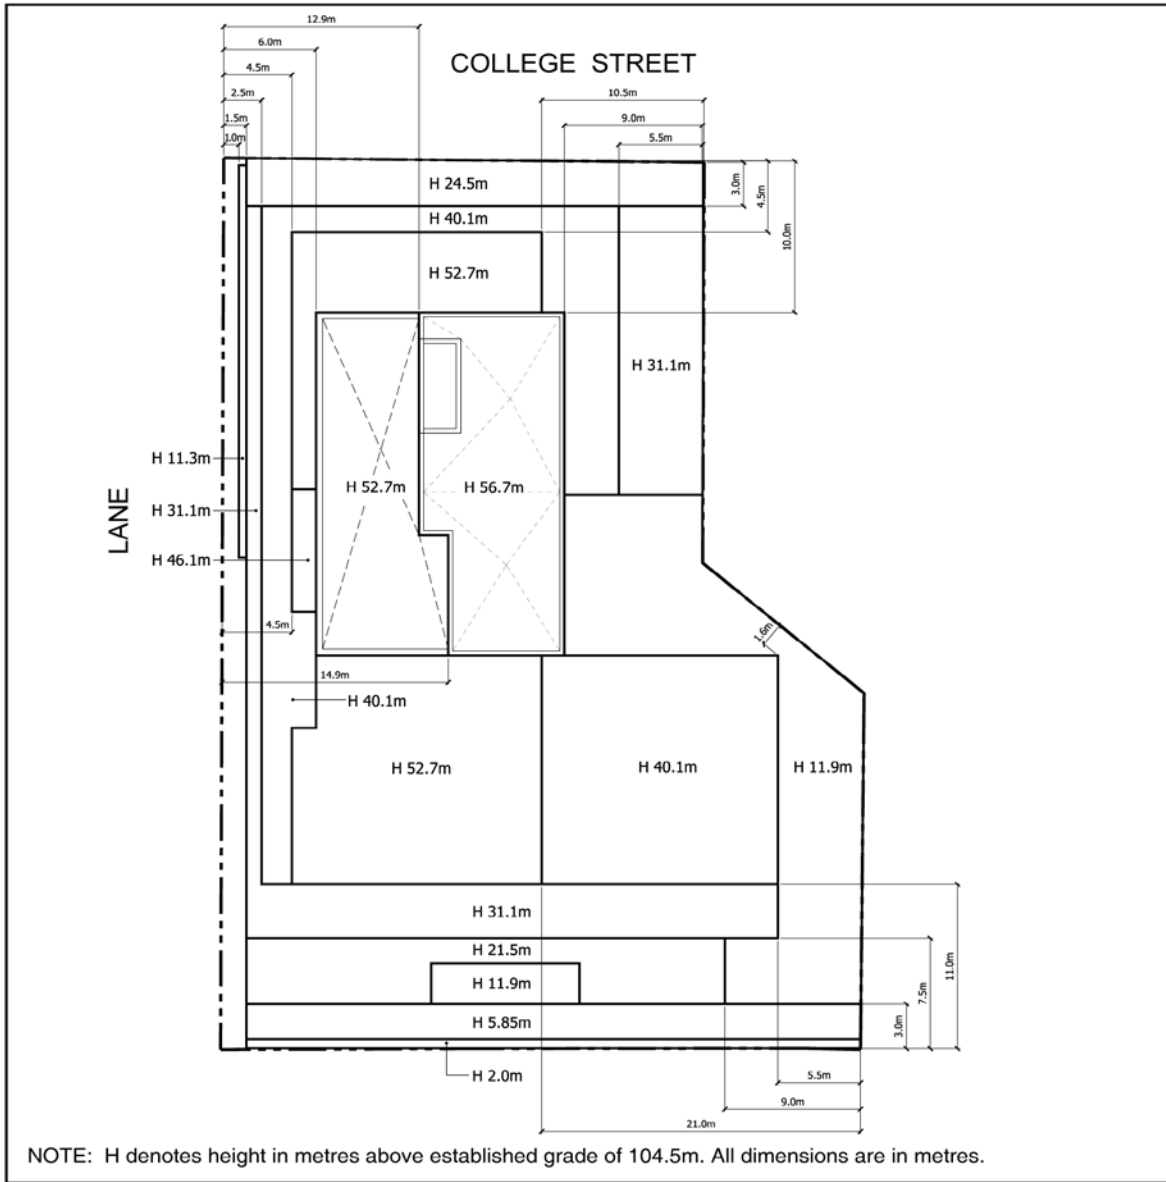 12.9m
6.0m
COLLEGE STREET
4.5m
2.5m
10.5m
1.5m
9.0m
1.0m
5.5m
H 24.5m
3.0m
4.5m
H 40.1m
10.0m
H 52.7m
H 31.1m
H 11.3m
H 52.7m
H 56.7m
LANE
H 31.1m
H 46.1m
4.5m
1.6m
14.9m
H 40.1m
H 52.7m
H 40.1m
H 11.9m
H 31.1m
H 21.5m
H 11.9m
11.0m
7.5m
H 5.85m
3.0m
H 2.0m
5.5m
9.0m
21.0m
NOTE: H denotes height in metres above established grade of 104.5m. All dimensions are in metres.